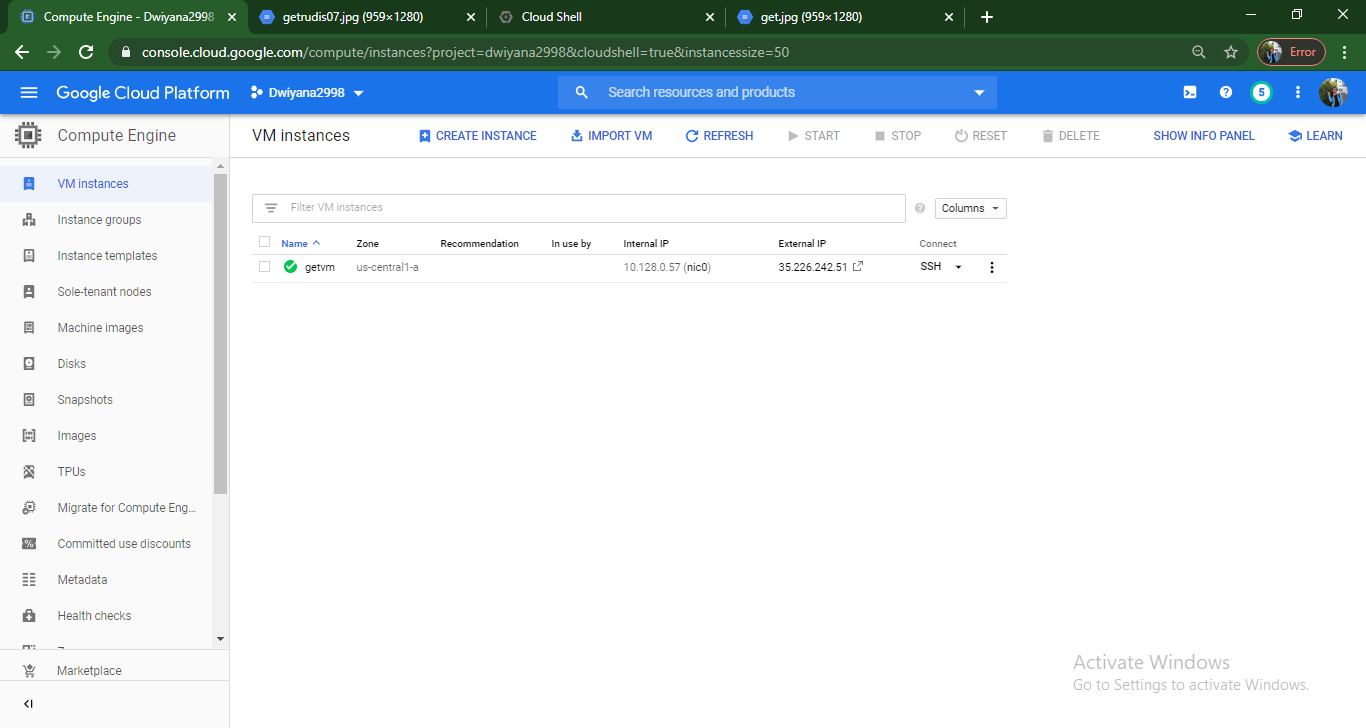 Compute Engine - Dwiyana2998
getrudis07.jpg (959×1280)
Cloud Shell
get.jpg (959×1280)
console.cloud.google.com/compute/instances?project=dwiyana2998&cloudshell=true&instancessize=50
Error
Google Cloud Platform
Dwiyana2998
Search resources and products
5
Compute Engine
VM instances
CREATE INSTANCE
IMPORT VM
REFRESH
START
STOP
RESET
DELETE
SHOW INFO PANEL
LEARN
VM instances
Instance groups
Instance templates
Sole-tenant nodes
Machine images
Disks
Snapshots
Images
TPUs
Migrate for Compute Eng...
Committed use discounts
Metadata
Health checks
Marketplace
Filter VM instances
Columns
Name Zone Recommendation In use by Internal IP External IP Connect
getvm us-central1-a 10.128.0.57 (nic0) 35.226.242.51 SSH
Activate Windows
Go to Settings to activate Windows.